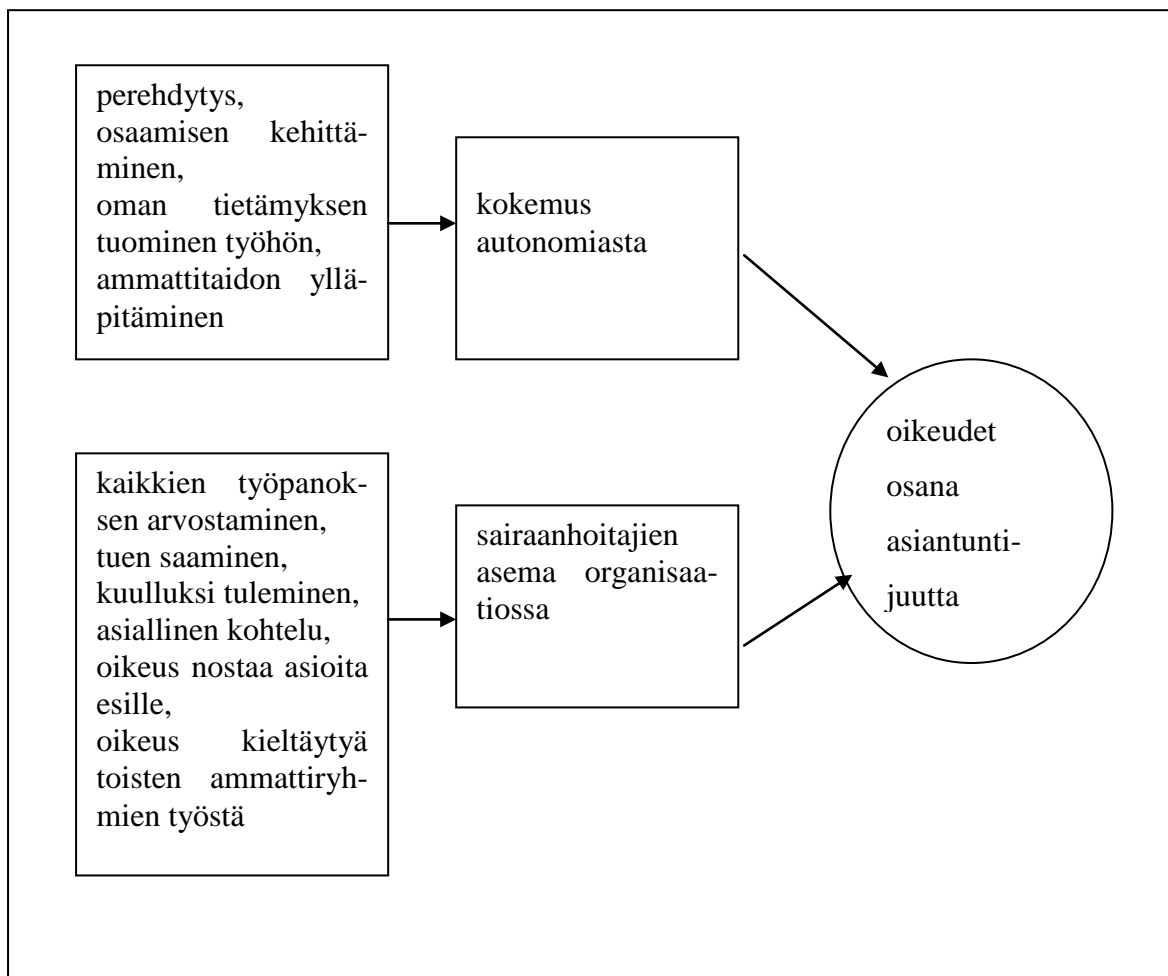 perehdytys,
osaamisen kehittä-
minen,
oman tietämyksen
tuominen työhön,
ammattitaidon yllä-
pitäminen
kokemus
autonomiasta
kaikkien työpanok-
sen arvostaminen,
tuen saaminen,
kuulluksi tuleminen,
asiallinen kohtelu,
oikeus nostaa asioita
esille,
oikeus kieltäytyä
toisten ammattiryh-
mien työstä
sairaanhoitajien
asema organisaa-
tiossa
oikeudet
osana
asiantunti-
juutta